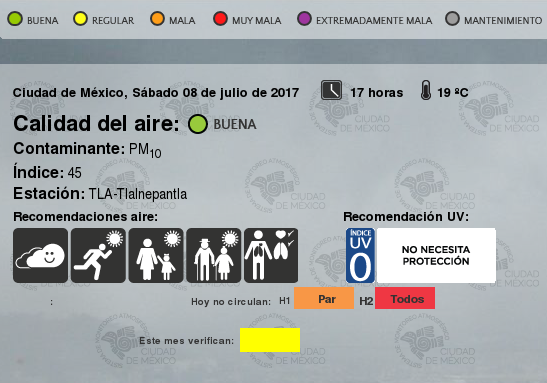 BUENA REGULAR MALA MUY MALA EXTREMADAMENTE MALA MANTENIMIENTO
Ciudad de México, Sábado 08 de julio de 2017 17 horas 19 ºC
Calidad del aire: BUENA
Contaminante: PM10
Índice: 45
Estación: TLA-Tlalnepantla
Recomendaciones aire: Recomendación UV:
ÍNDICE
UV
0
NO NECESITA
PROTECCIÓN
: Hoy no circulan: H1 Par H2 Todos
Este mes verifican: